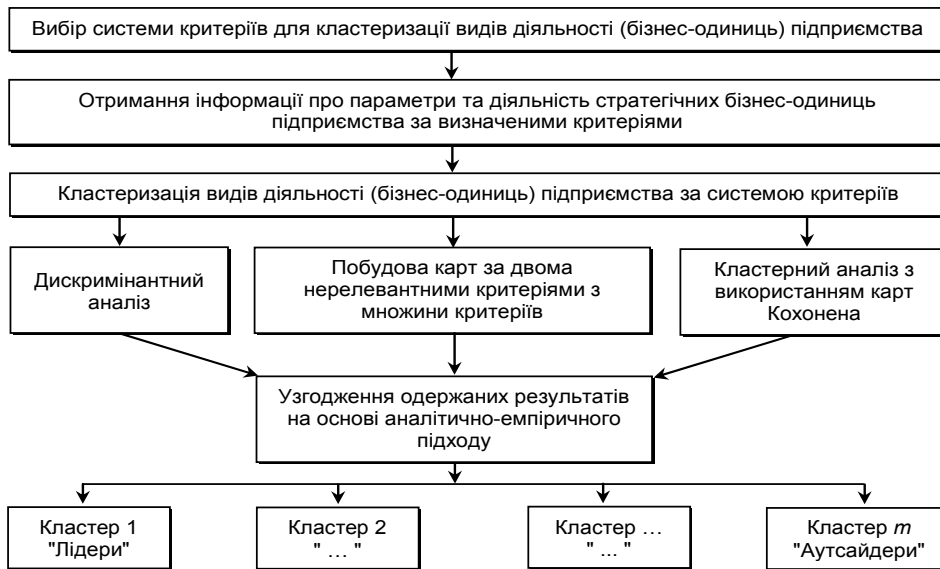 Вибір системи критеріїв для кластеризації видів діяльності (бізнес-одиниць) підприємства
Отримання інформації про параметри та діяльність стратегічних бізнес-одиниць
підприємства за визначеними критеріями
Кластеризація видів діяльності (бізнес-одиниць) підприємства за системою критеріїв
Дискримінантний
аналіз
Побудова карт за двома
нерелевантними критеріями з
множини критеріїв
Кластерний аналіз з
використанням карт
Кохонена
Узгодження одержаних результатів
на основі аналітично-емпіричного
підходу
Кластер 1
"Лідери"
Кластер 2
" … "
Кластер …
" ... "
Кластер m
"Аутсайдери"